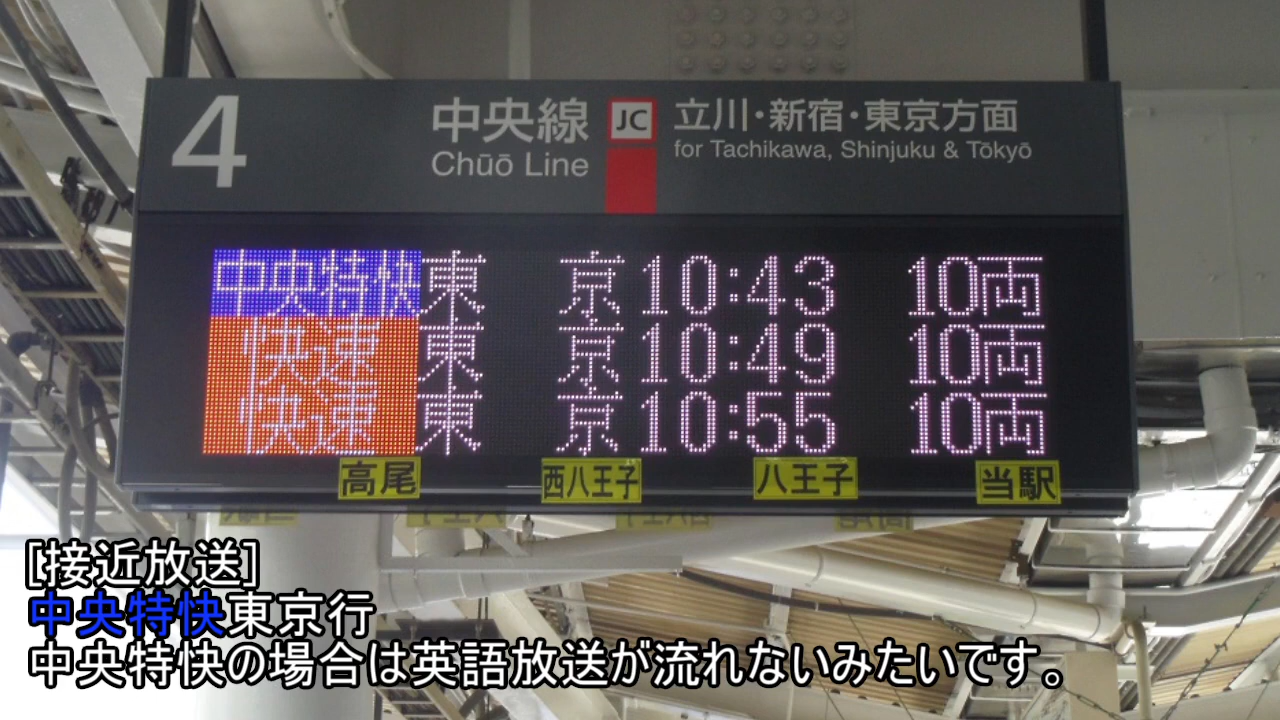 4 中央線 JC 立川・新宿・東京方面
Chūō Line for Tachikawa, Shinjuku & Tōkyō
中央特快 東京 10:43 10両
快速 東京 10:49 10両
快速 東京 10:55 10両
高尾 西八王子 八王子 当駅
[接近放送]
中央特快東京行
中央特快の場合は英語放送が流れないみたいです。